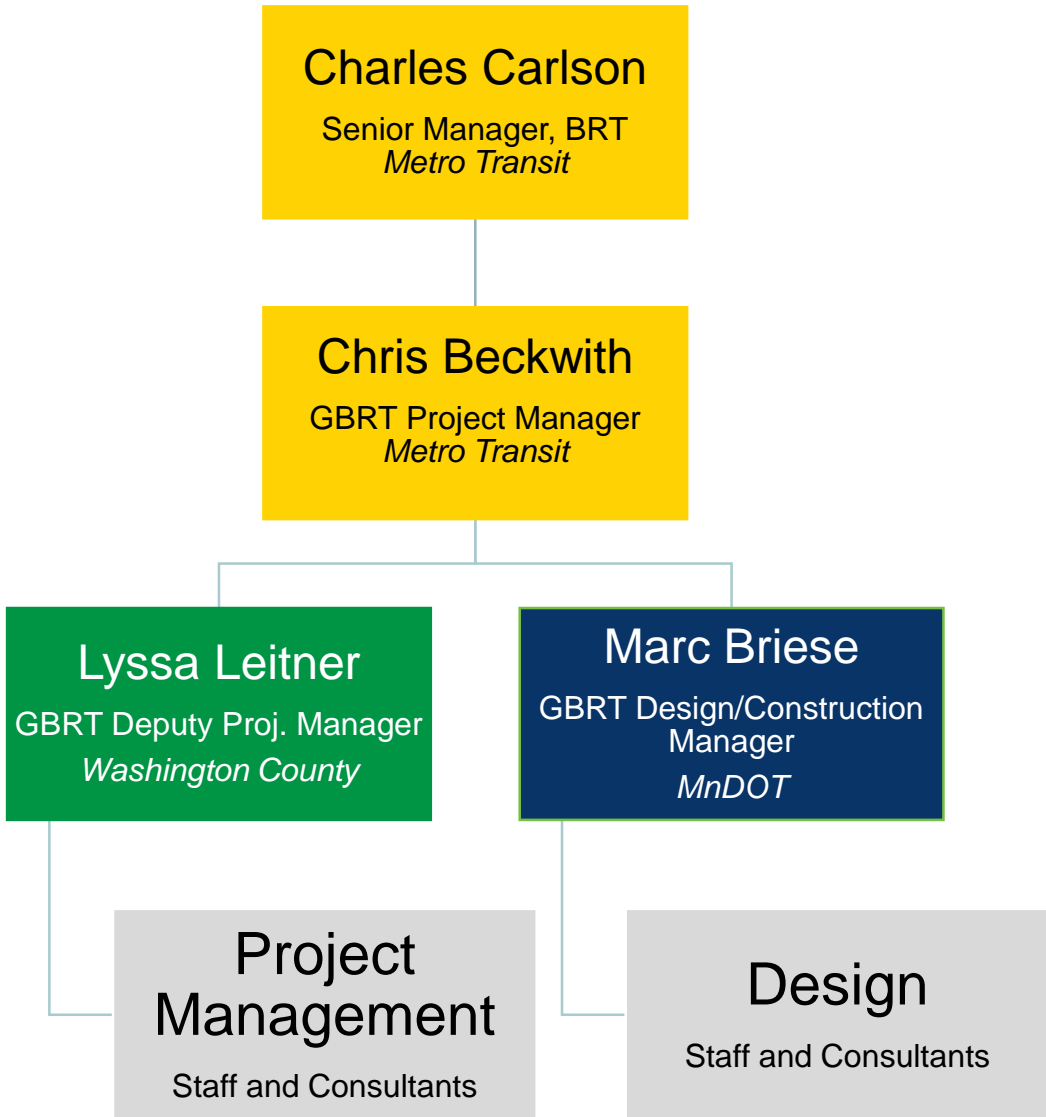 Charles Carlson
Senior Manager, BRT
Metro Transit
Chris Beckwith
GBRT Project Manager
Metro Transit
Lyssa Leitner
GBRT Deputy Proj. Manager
Washington County
Marc Briese
GBRT Design/Construction
Manager
MnDOT
Project
Management
Staff and Consultants
Design
Staff and Consultants